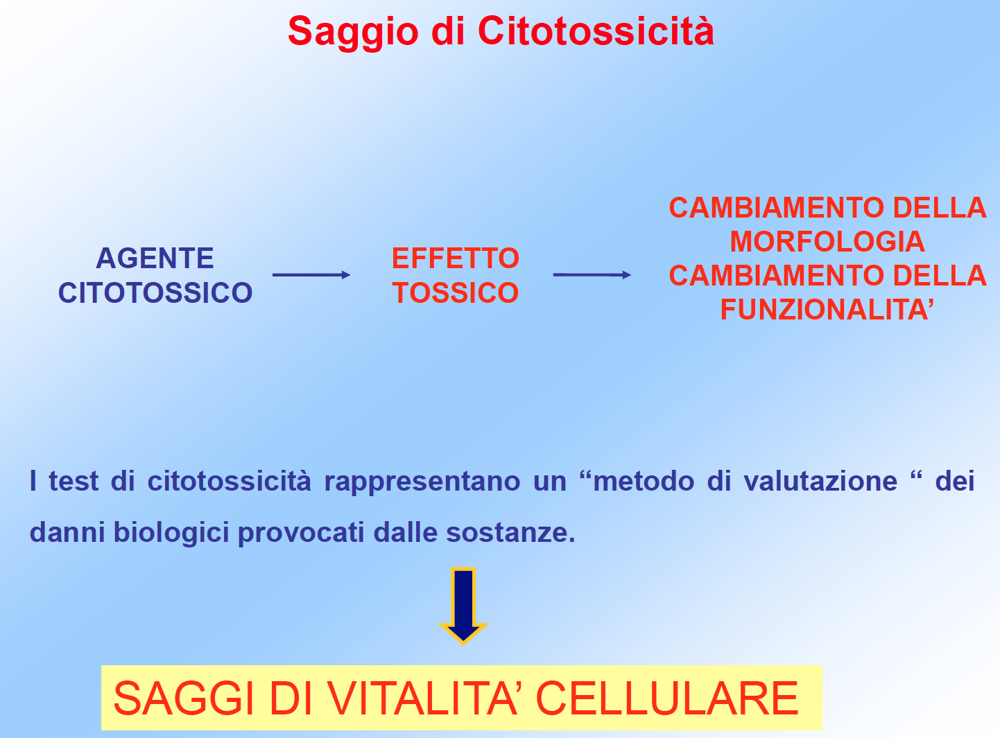 Saggio di Citotossicità
AGENTE
CITOTOSSICO
EFFETTO
TOSSICO
CAMBIAMENTO DELLA
MORFOLOGIA
CAMBIAMENTO DELLA
FUNZIONALITA’
I test di citotossicità rappresentano un “metodo di valutazione “ dei
danni biologici provocati dalle sostanze.
SAGGI DI VITALITA’ CELLULARE